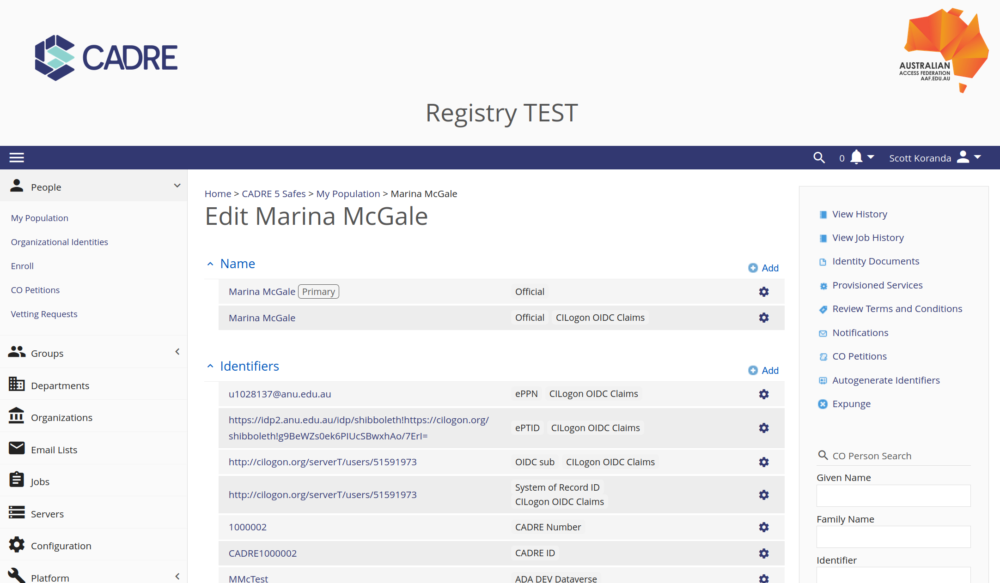 CADRE
AUSTRALIAN
ACCESS FEDERATION
AAF.EDU.AU
Registry TEST
0
Scott Koranda
People
My Population
Organizational Identities
Enroll
CO Petitions
Vetting Requests
Groups
Departments
Organizations
Email Lists
Jobs
Servers
Configuration
Platform
Home > CADRE 5 Safes > My Population > Marina McGale
Edit Marina McGale
Name
Add
Marina McGale Primary Official
Marina McGale Official CILogon OIDC Claims
Identifiers
Add
u1028137@anu.edu.au ePPN CILogon OIDC Claims
https://idp2.anu.edu.au/idp/shibboleth!https://cilogon.org/
shibboleth!g9BeWZs0ek6PIUcSBwxhAo/7ErI=
ePTID CILogon OIDC Claims
http://cilogon.org/serverT/users/51591973 OIDC sub CILogon OIDC Claims
http://cilogon.org/serverT/users/51591973
System of Record ID
CILogon OIDC Claims
1000002 CADRE Number
CADRE1000002 CADRE ID
MMcTest ADA DEV Dataverse
View History
View Job History
Identity Documents
Provisioned Services
Review Terms and Conditions
Notifications
CO Petitions
Autogenerate Identifiers
Expunge
CO Person Search
Given Name
Family Name
Identifier